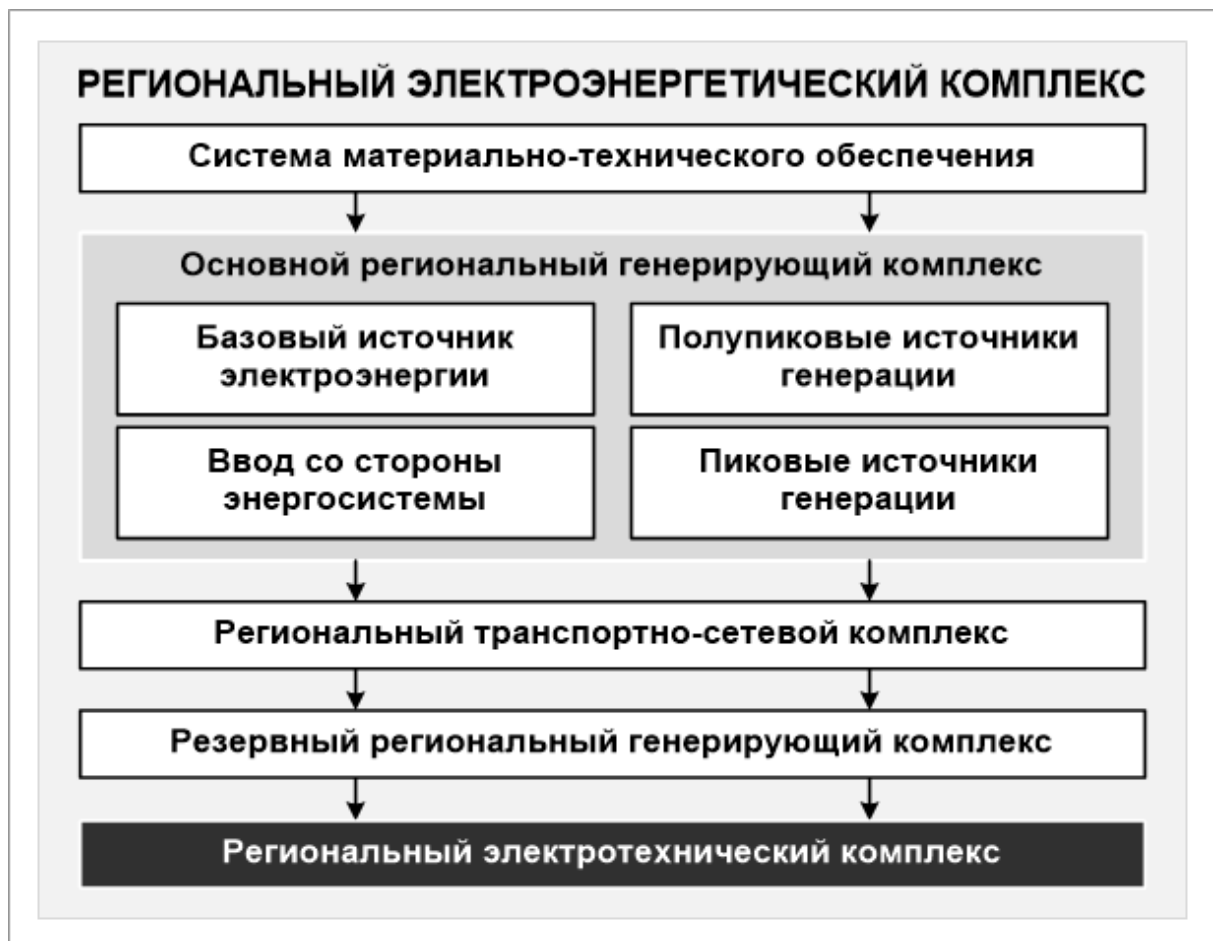 РЕГИОНАЛЬНЫЙ ЭЛЕКТРОЭНЕРГЕТИЧЕСКИЙ КОМПЛЕКС
Система материально-технического обеспечения
Основной региональный генерирующий комплекс
Базовый источник
электроэнергии
Полупиковые источники
генерации
Ввод со стороны
энергосистемы
Пиковые источники
генерации
Региональный транспортно-сетевой комплекс
Резервный региональный генерирующий комплекс
Региональный электротехнический комплекс